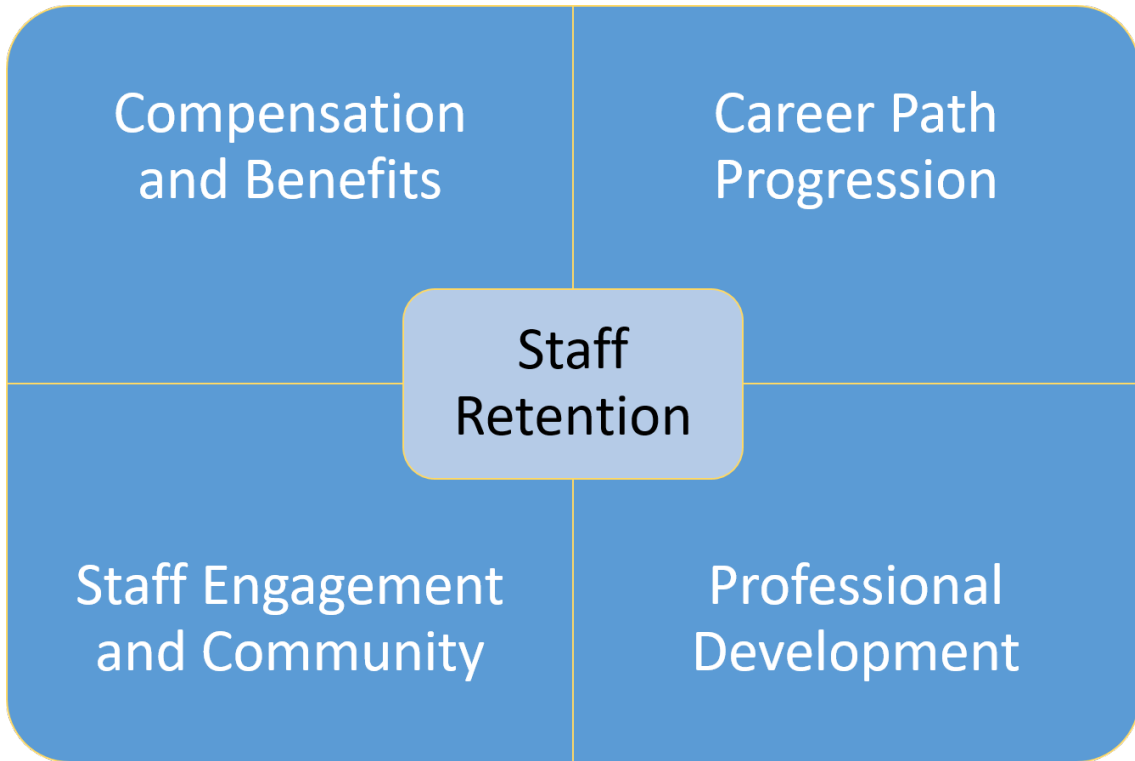 Compensation
and Benefits
Career Path
Progression
Staff
Retention
Staff Engagement
and Community
Professional
Development